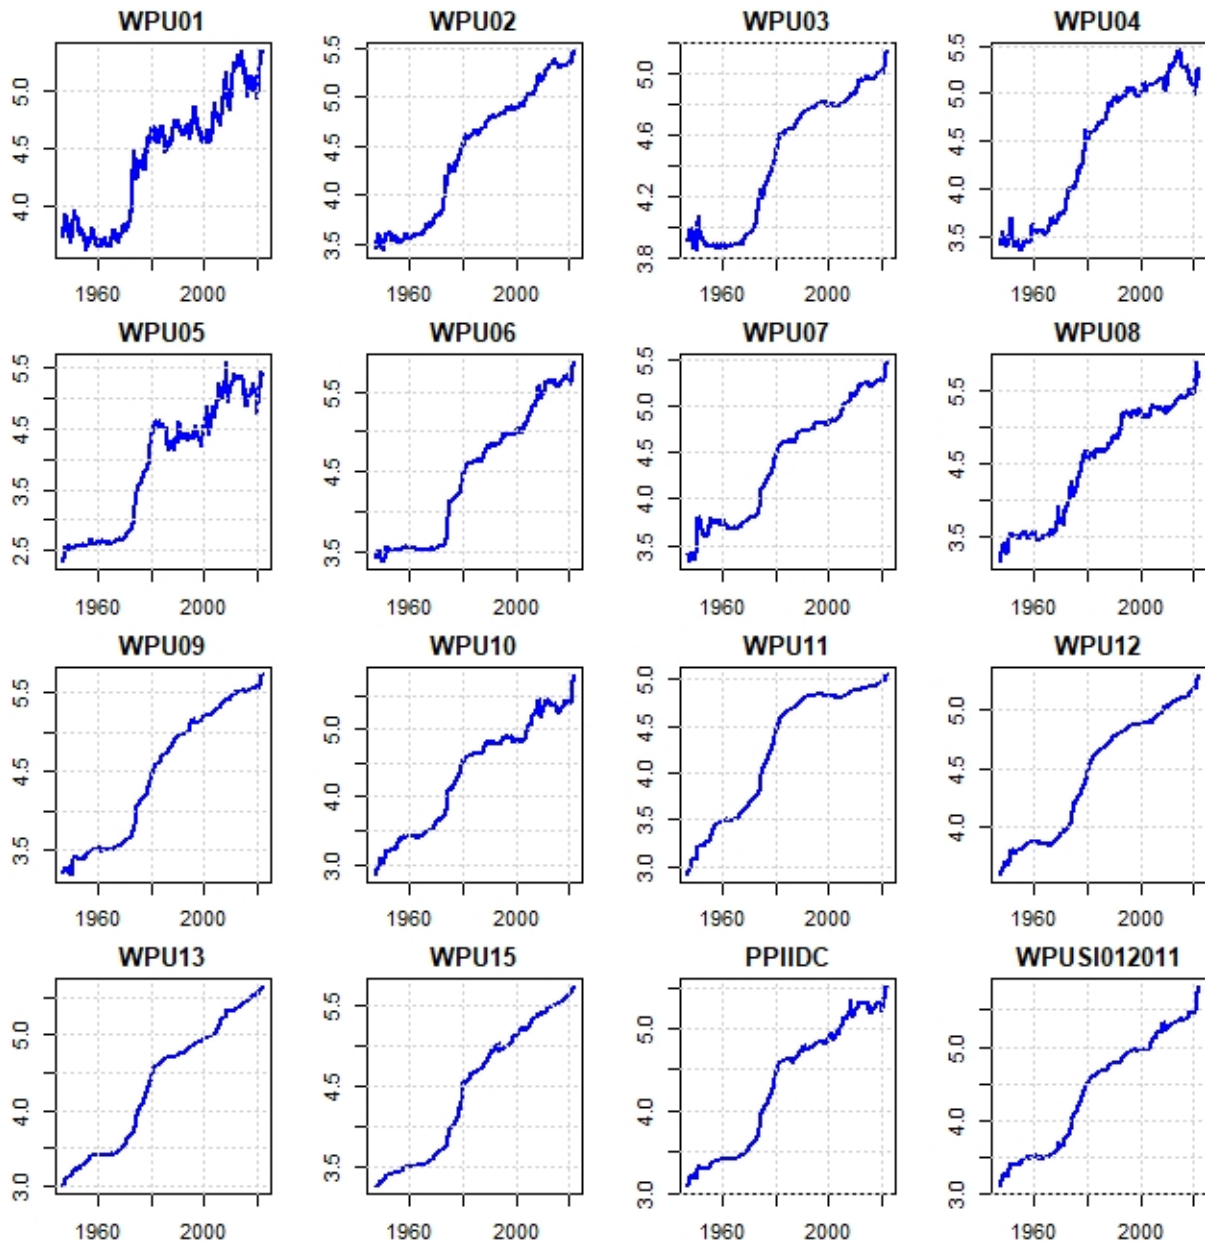 WPU01 WPU02 WPU03 WPU04
4.0 4.5 5.0 3.5 4.0 4.5 5.0 5.5 3.8 4.2 4.6 5.0 3.5 4.0 4.5 5.0 5.5
1960 2000 1960 2000 1960 2000 1960 2000
WPU05 WPU06 WPU07 WPU08
2.5 3.5 4.5 5.5 3.5 4.5 5.5 3.5 4.0 4.5 5.0 5.5 3.5 4.5 5.5
1960 2000 1960 2000 1960 2000 1960 2000
WPU09 WPU10 WPU11 WPU12
3.5 4.5 5.5 3.0 4.0 5.0 3.0 3.5 4.0 4.5 5.0 4.0 4.5 5.0
1960 2000 1960 2000 1960 2000 1960 2000
WPU13 WPU15 PPIIDC WPUSI012011
3.0 4.0 5.0 3.5 4.5 5.5 3.0 4.0 5.0 3.0 4.0 5.0
1960 2000 1960 2000 1960 2000 1960 2000